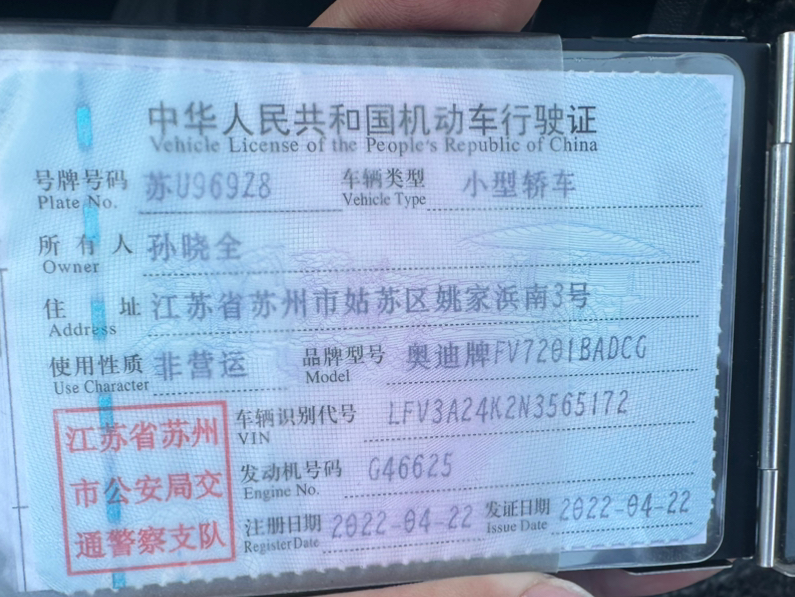 中华人民共和国机动车行驶证
Vehicle License of the People's Republic of China
号牌号码 苏U969Z8 车辆类型 小型轿车
Plate No. Vehicle Type
所有人 孙晓全
Owner
住址 江苏省苏州市姑苏区姚家浜南3号
Address
使用性质 非营运 品牌型号 奥迪牌FV7201BADCG
Use Character Model
江苏省苏州
市公安局交
通警察支队
车辆识别代号 LFV3A24K2N3565172
VIN
发动机号码 G46625
Engine No.
注册日期 2022-04-22 发证日期 2022-04-22
Register Date Issue Date